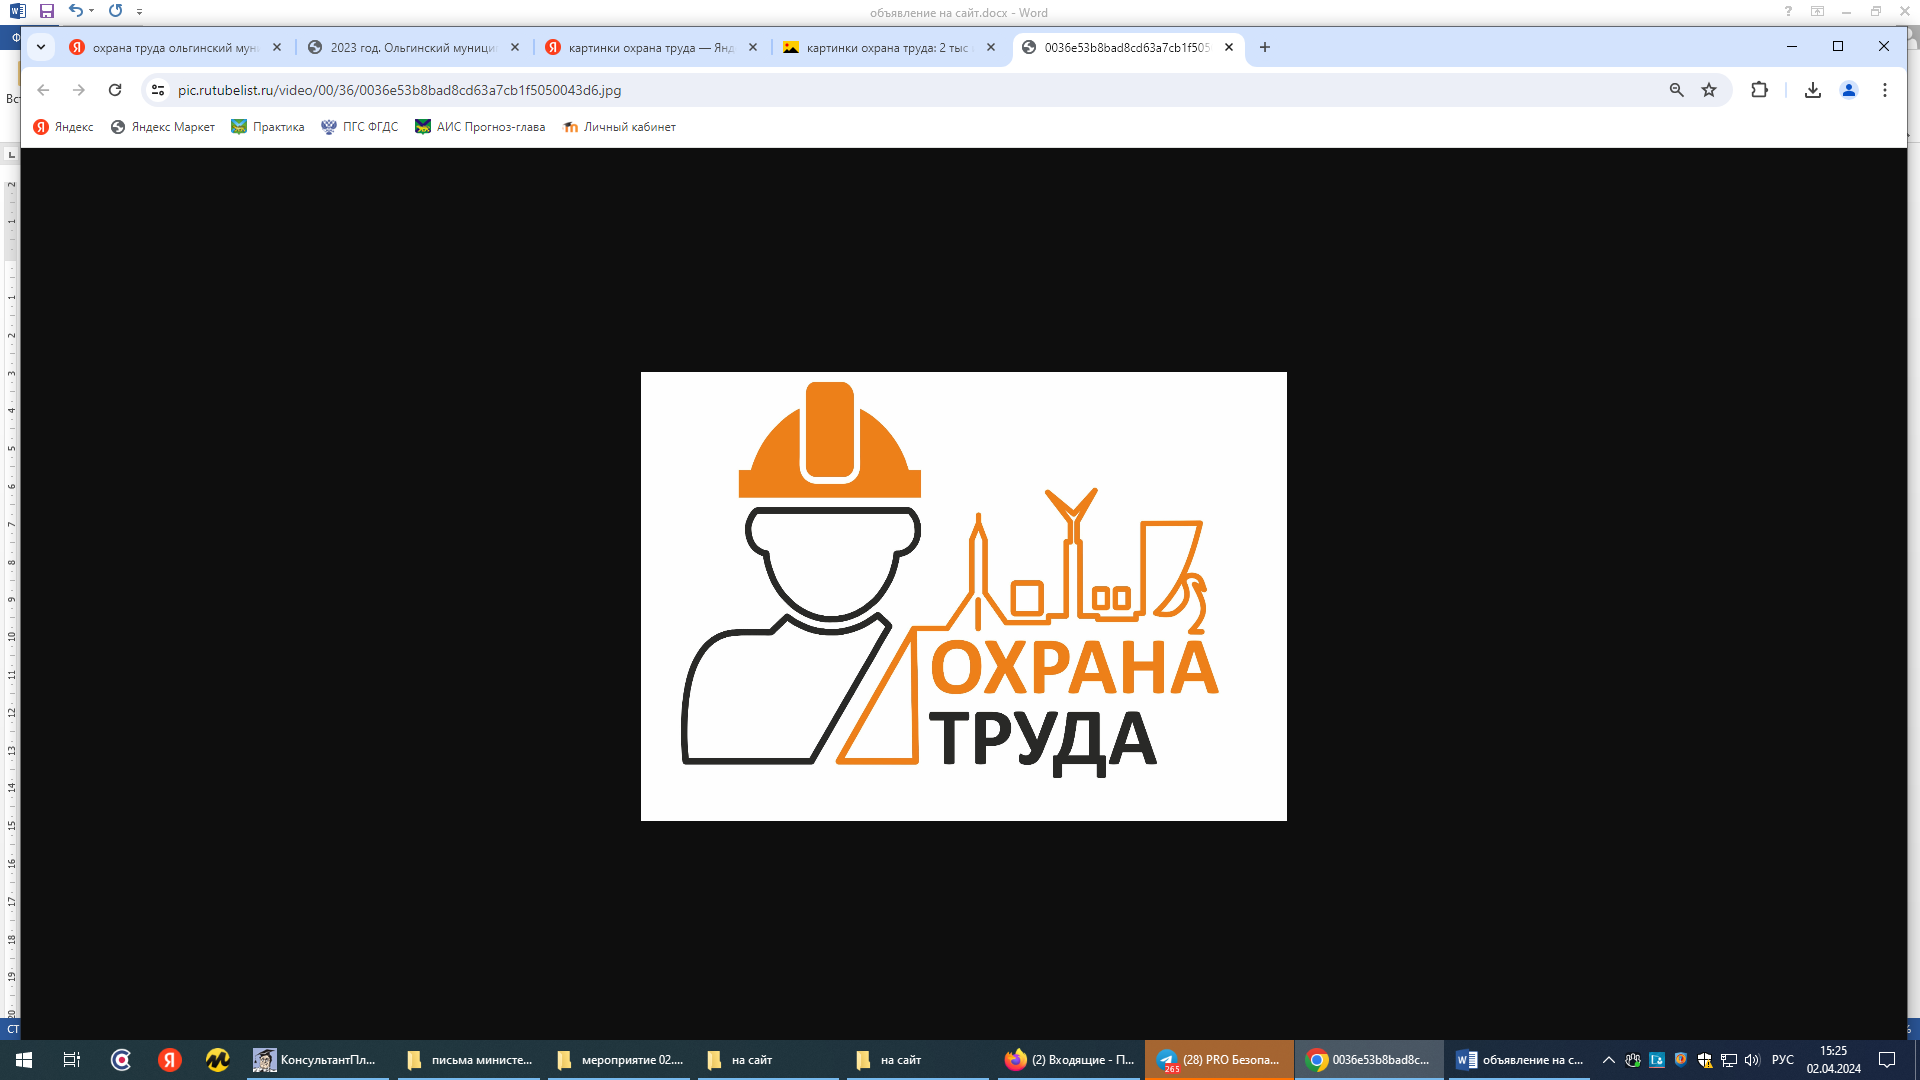 объявление на сайт.docx - Word
охрана труда ольгинский мун
2023 год. Ольгинский муници
картинки охрана труда — Янд
картинки охрана труда: 2 тыс
0036e53b8bad8cd63a7cb1f505
pic.rutubelist.ru/video/00/36/0036e53b8bad8cd63a7cb1f5050043d6.jpg
Яндекс
Яндекс Маркет
Практика
ПГС ФГДС
АИС Прогноз-глава
Личный кабинет
ОХРАНА
ТРУДА
КонсультантПл...
письма министе...
мероприятие 02....
на сайт
на сайт
(2) Входящие - П...
265
(28) PRO Безопа...
0036e53b8bad8c...
объявление на с...
РУС
15:25
02.04.2024